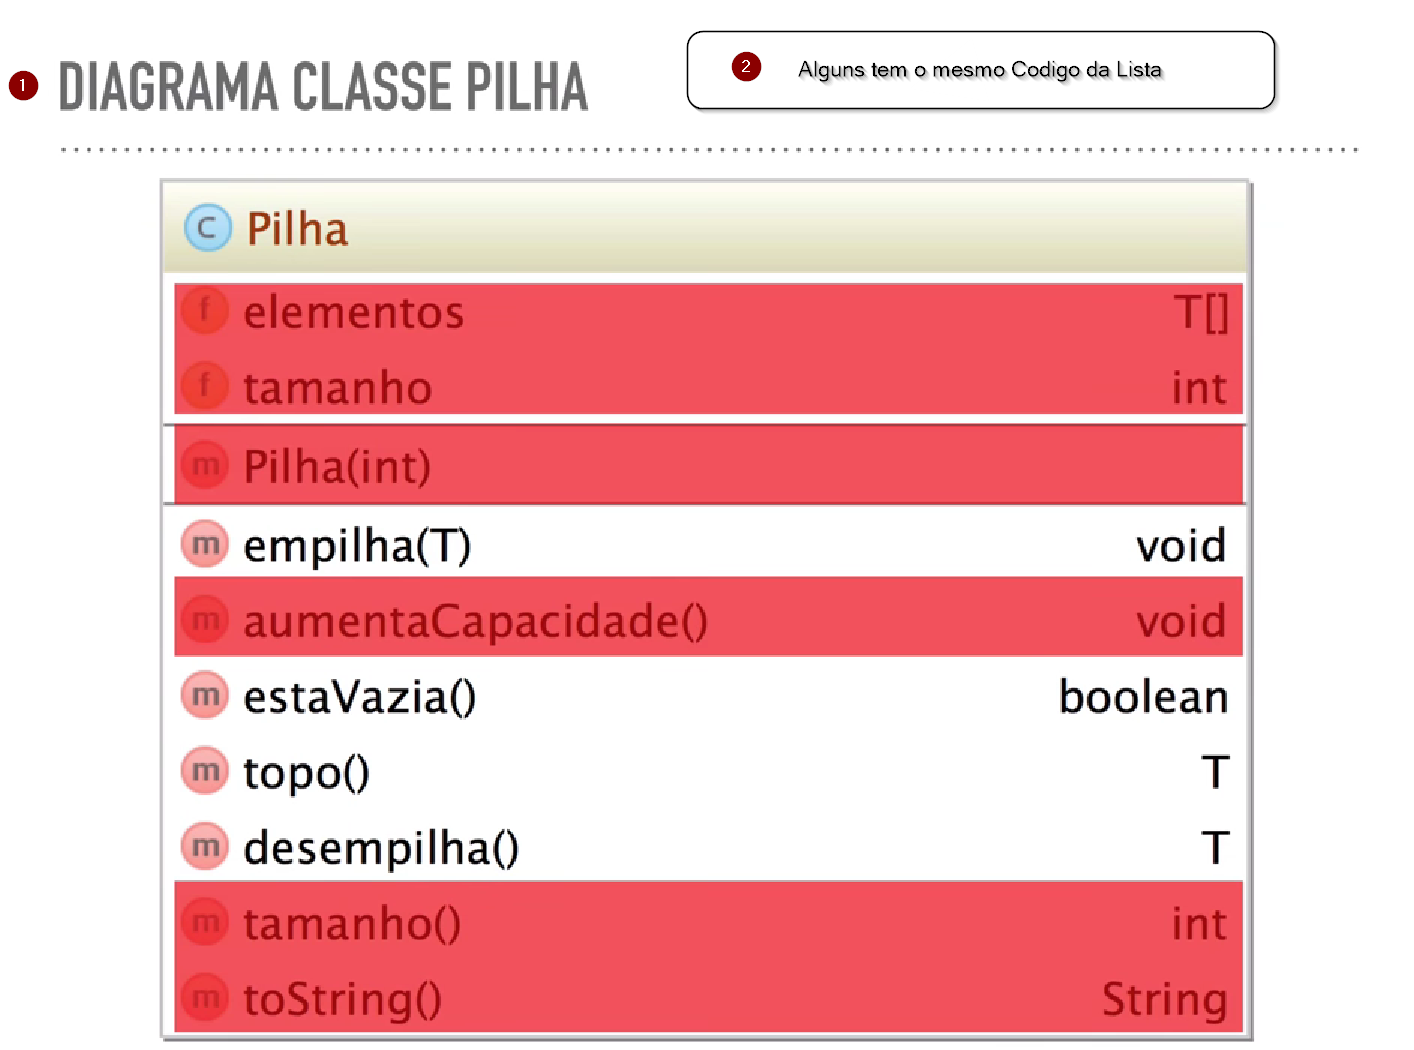 1 DIAGRAMA CLASSE PILHA
2 Alguns tem o mesmo Codigo da Lista
C Pilha
f elementos T[]
f tamanho int
m Pilha(int)
m empilha(T) void
m aumentaCapacidade() void
m estaVazia() boolean
m topo() T
m desempilha() T
m tamanho() int
m toString() String